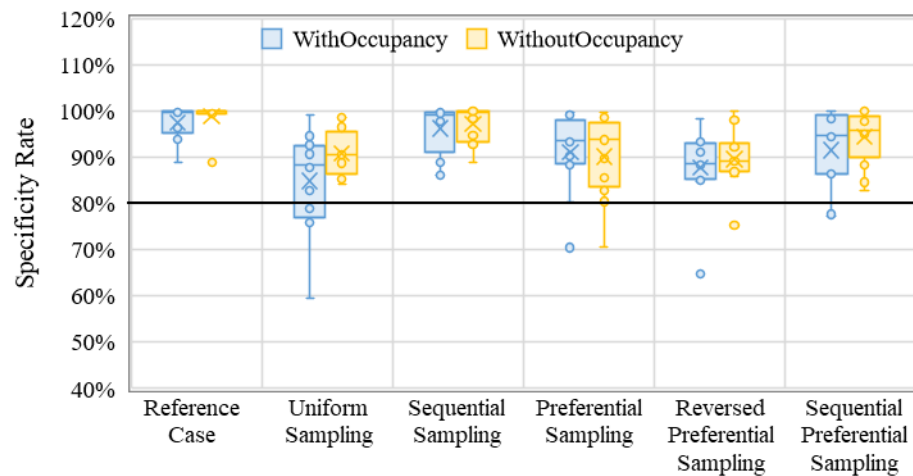 120%
WithOccupancy WithoutOccupancy
110%
100%
90%
80%
70%
60%
50%
40%
Specificity Rate
Reference
Case
Uniform
Sampling
Sequential
Sampling
Preferential
Sampling
Reversed
Preferential
Sampling
Sequential
Preferential
Sampling